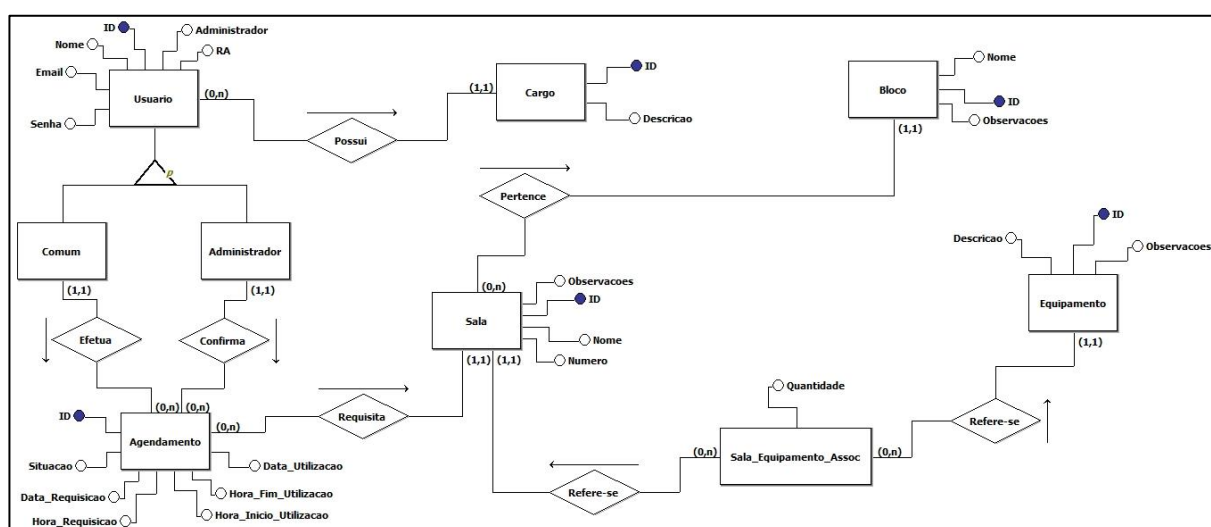 ID
Administrador
Nome
RA
Email
Usuario
Senha
(0,n)
Possui
(1,1)
Cargo
ID
Descricao
Bloco
Nome
ID
Observacoes
(1,1)
p
Pertence
Comum
Administrador
(1,1)
(1,1)
Efetua
Confirma
(0,n)
Sala
Observacoes
ID
Nome
Numero
(1,1)
(1,1)
ID
Descricao
Observacoes
Equipamento
(1,1)
(0,n)
(0,n)
ID
Agendamento
(0,n)
Requisita
Situacao
Data_Utilizacao
Data_Requisicao
Hora_Fim_Utilizacao
Hora_Requisicao
Hora_Inicio_Utilizacao
Quantidade
Refere-se
(0,n)
Sala_Equipamento_Assoc
(0,n)
Refere-se